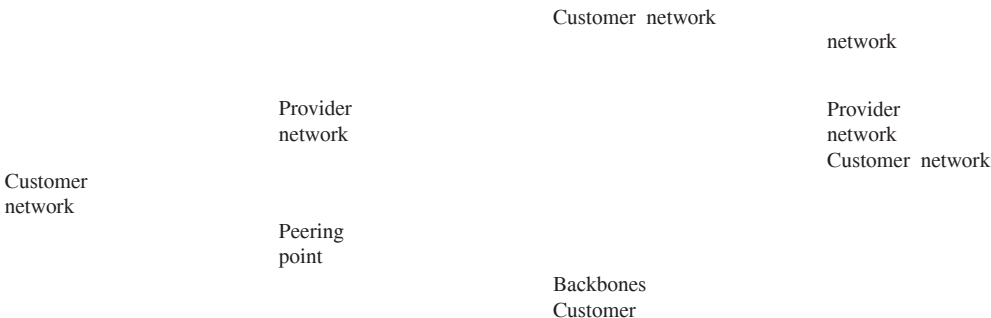 Customer network
network
Provider
network
Provider
network
Customer network
Customer
network
Peering
point
Backbones
Customer